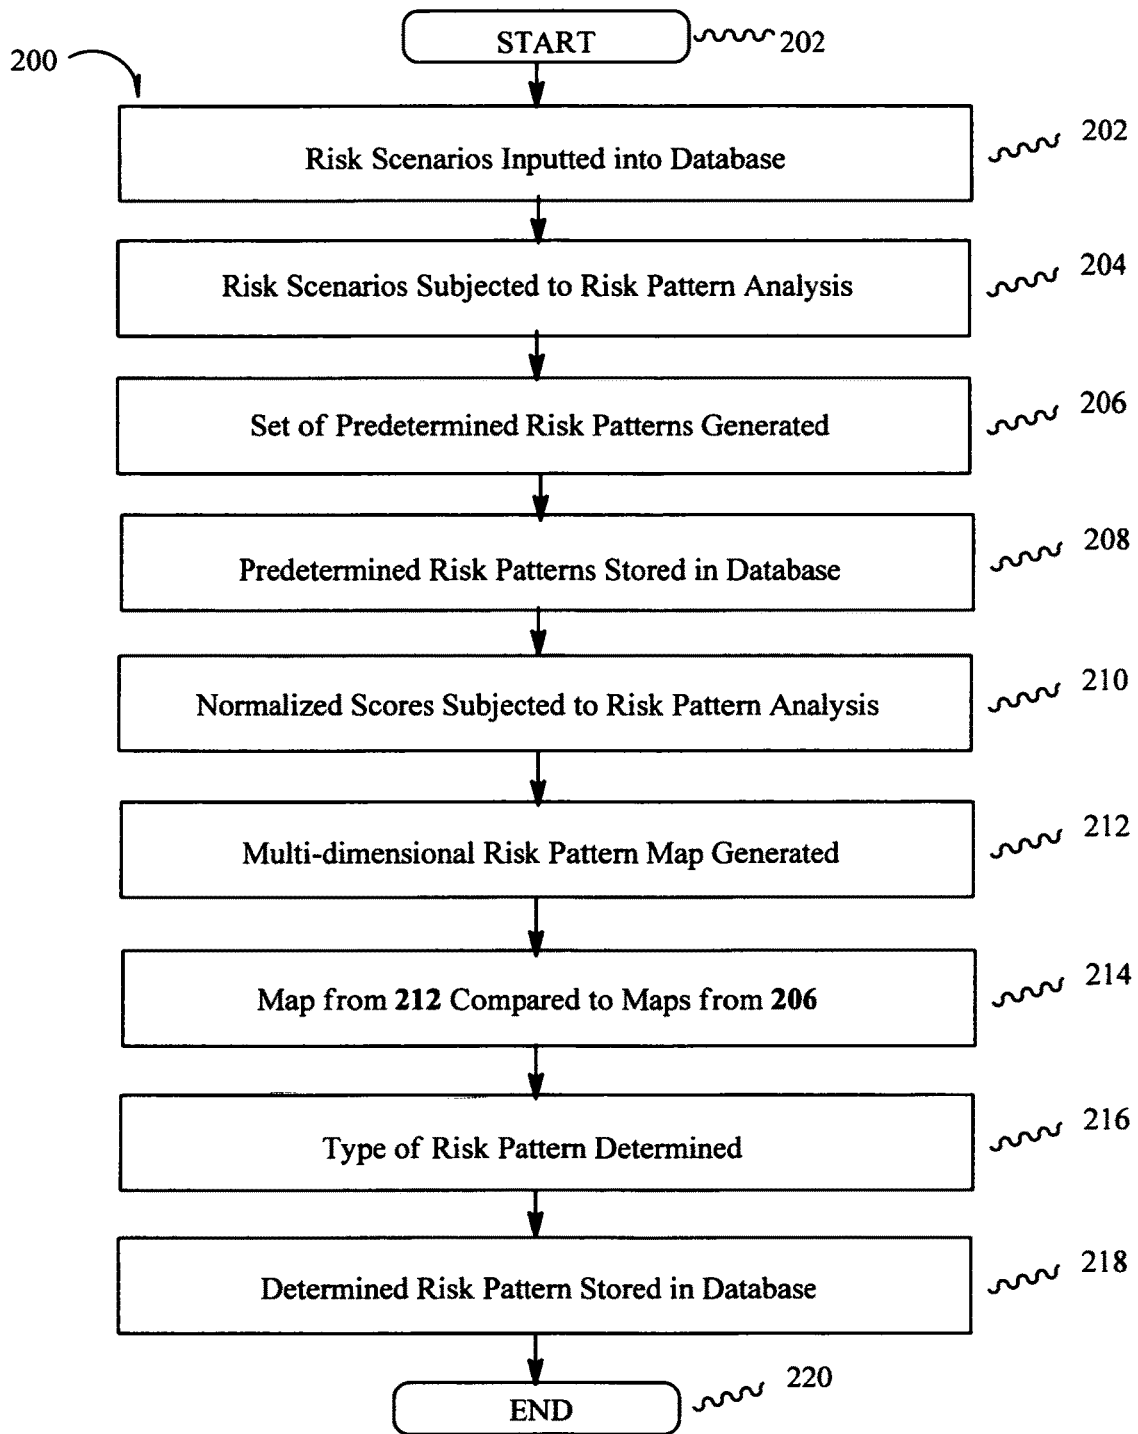 START
202
200
Risk Scenarios Inputted into Database
202
Risk Scenarios Subjected to Risk Pattern Analysis
204
Set of Predetermined Risk Patterns Generated
206
Predetermined Risk Patterns Stored in Database
208
Normalized Scores Subjected to Risk Pattern Analysis
210
Multi-dimensional Risk Pattern Map Generated
212
Map from 212 Compared to Maps from 206
214
Type of Risk Pattern Determined
216
Determined Risk Pattern Stored in Database
218
END
220